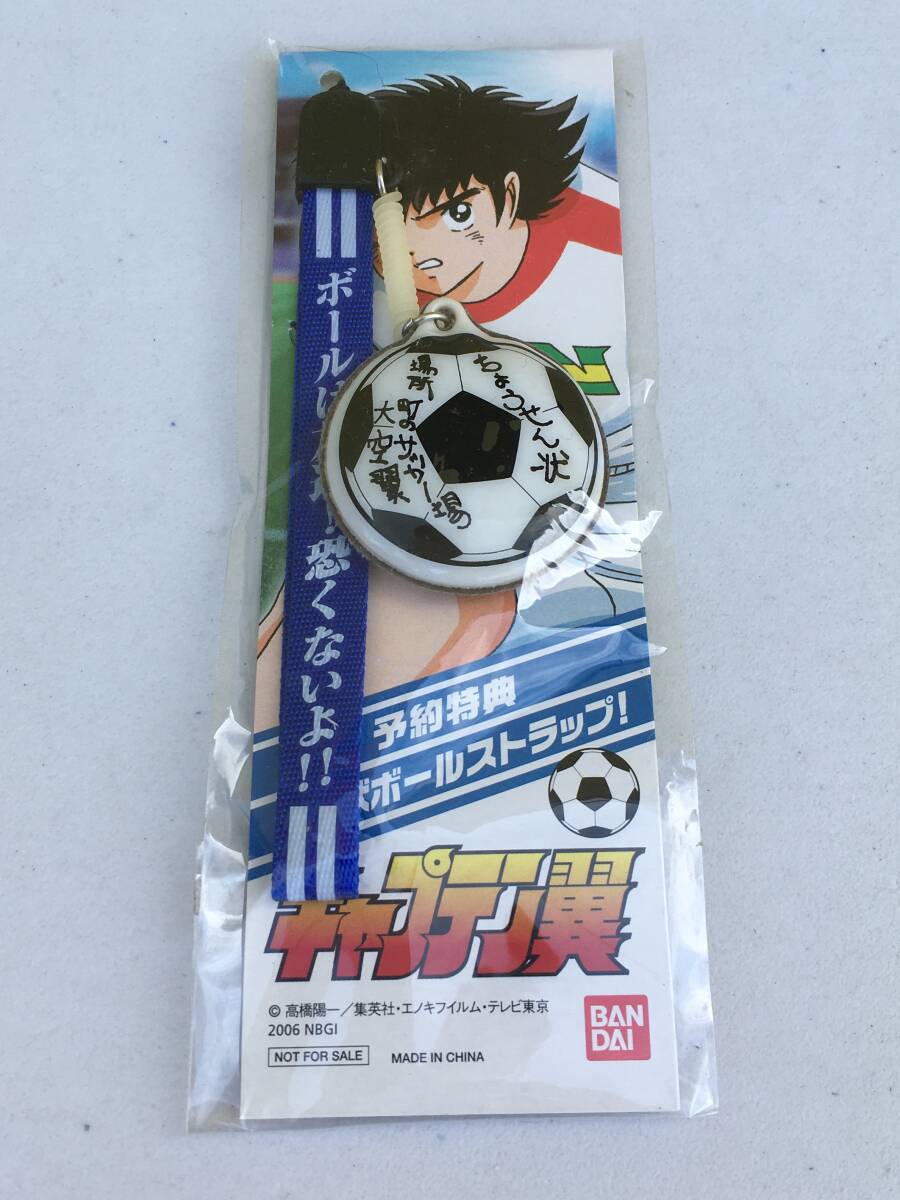 ボールは
!恐くないよ!!
ちょうせん状
場所
町のサッカー場
大空翼
N
予約特典
ボールストラップ!
キャプテン翼
© 高橋陽一/集英社・エノキフイルム・テレビ東京
2006 NBGI
NOT FOR SALE
MADE IN CHINA
BAN
DAI